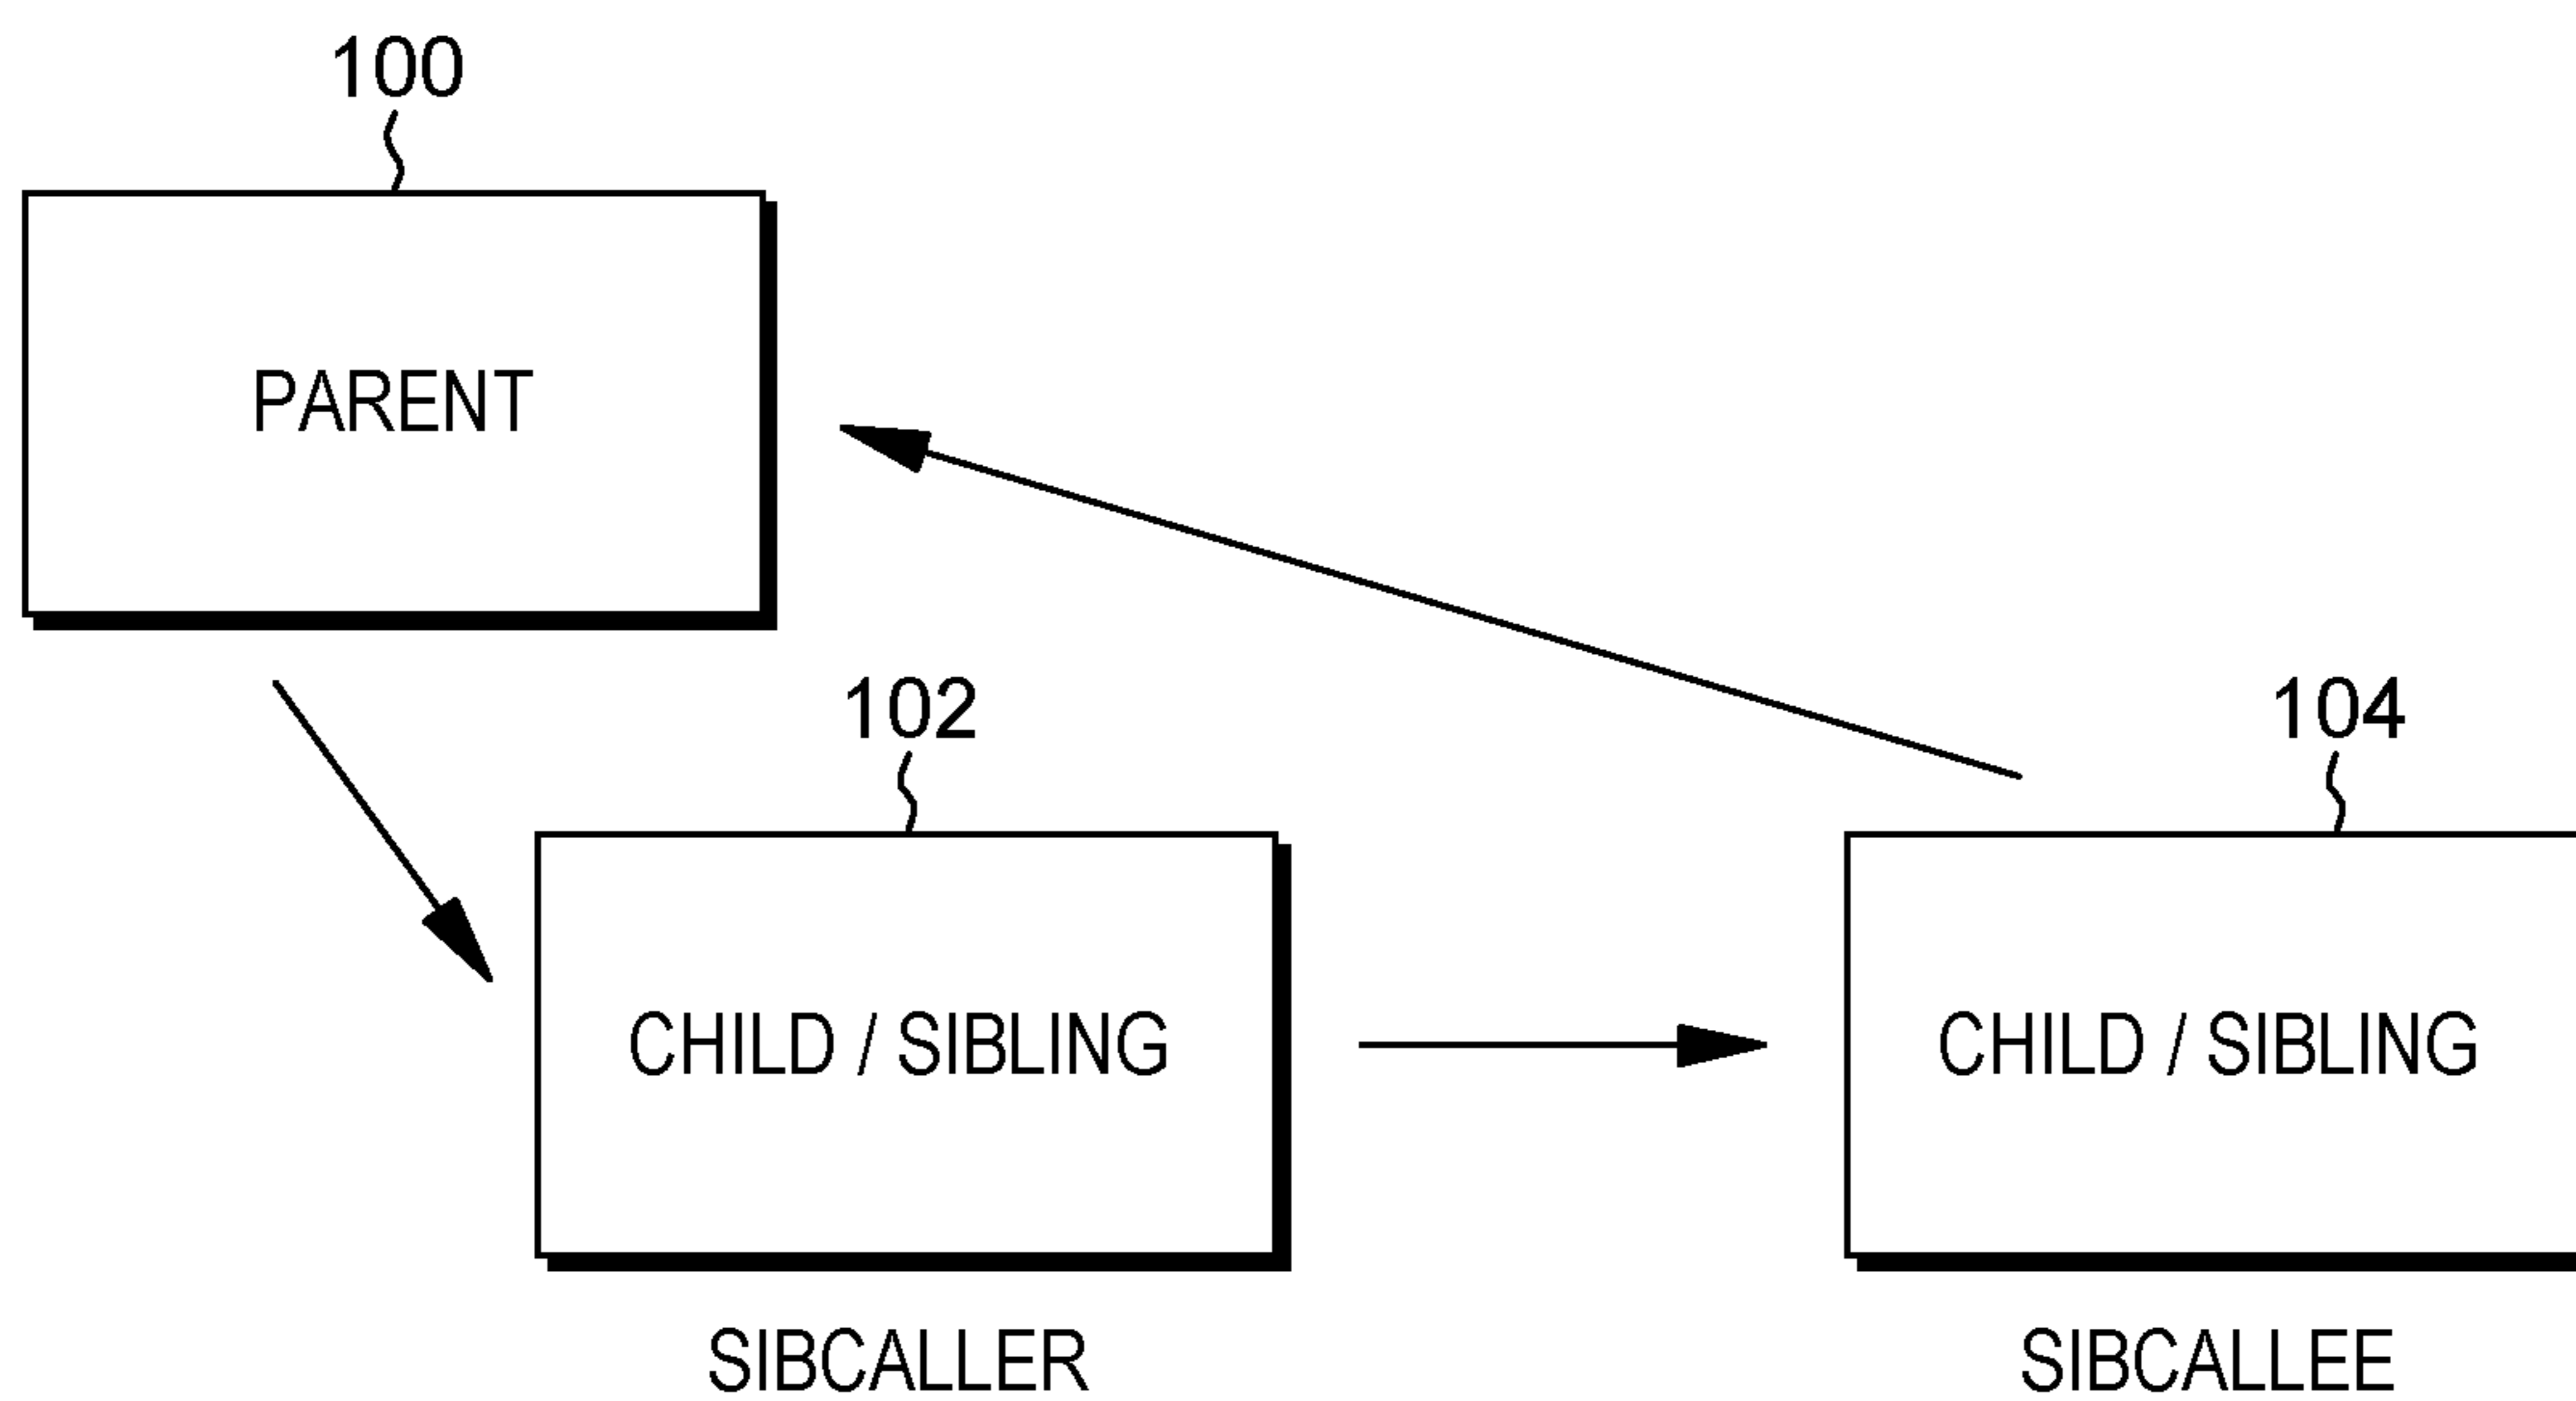 100
PARENT
102
104
CHILD / SIBLING
CHILD / SIBLING
SIBCALLER
SIBCALLEE